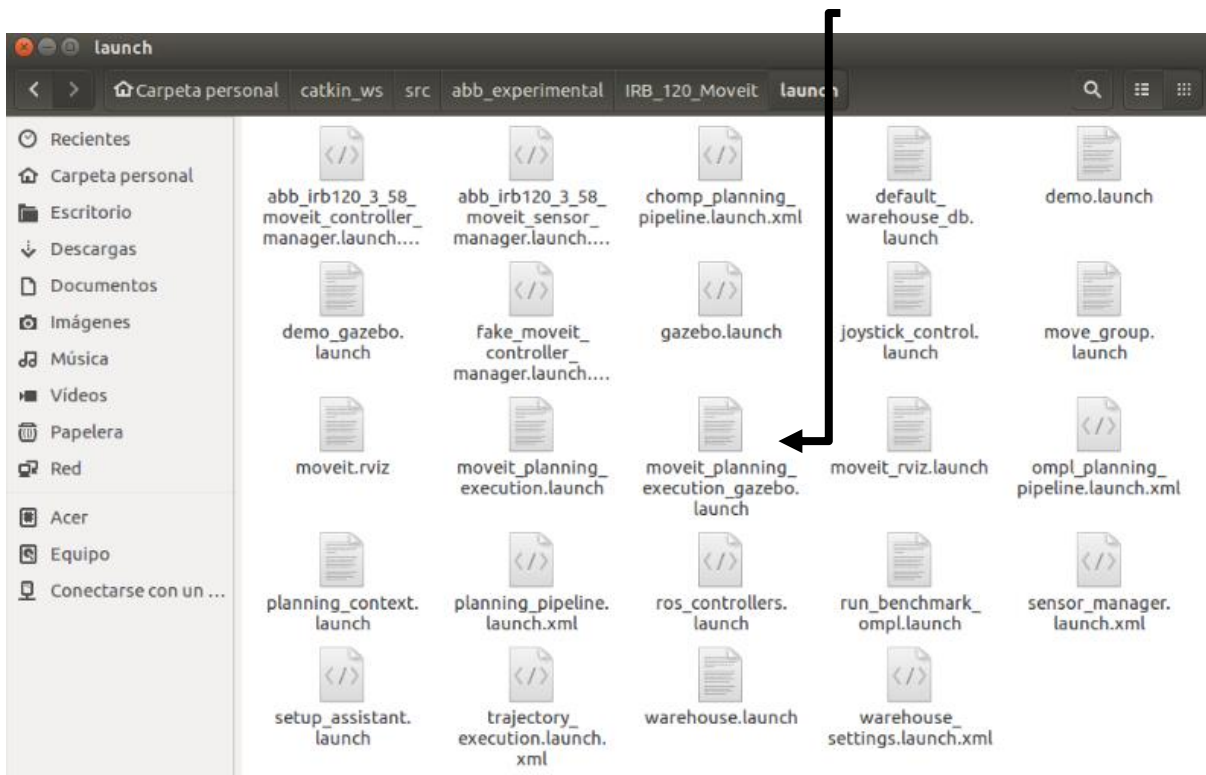 launch
Carpeta personal catkin_ws src abb_experimental IRB_120_Moveit launch
Recientes
Carpeta personal
Escritorio
Descargas
Documentos
Imágenes
Música
Vídeos
Papelera
Red
Acer
Equipo
Conectarse con un ...
abb_irb120_3_58_
moveit_controller_
manager.launch....
abb_irb120_3_58_
moveit_sensor_
manager.launch....
chomp_planning_
pipeline.launch.xml
default_
warehouse_db.
launch
demo.launch
demo_gazebo.
launch
fake_moveit_
controller_
manager.launch....
gazebo.launch
joystick_control.
launch
move_group.
launch
moveit.rviz
moveit_planning_
execution.launch
moveit_planning_
execution_gazebo.
launch
moveit_rviz.launch
ompl_planning_
pipeline.launch.xml
planning_context.
launch
planning_pipeline.
launch.xml
ros_controllers.
launch
run_benchmark_
ompl.launch
sensor_manager.
launch.xml
setup_assistant.
launch
trajectory_
execution.launch.
xml
warehouse.launch
warehouse_
settings.launch.xml